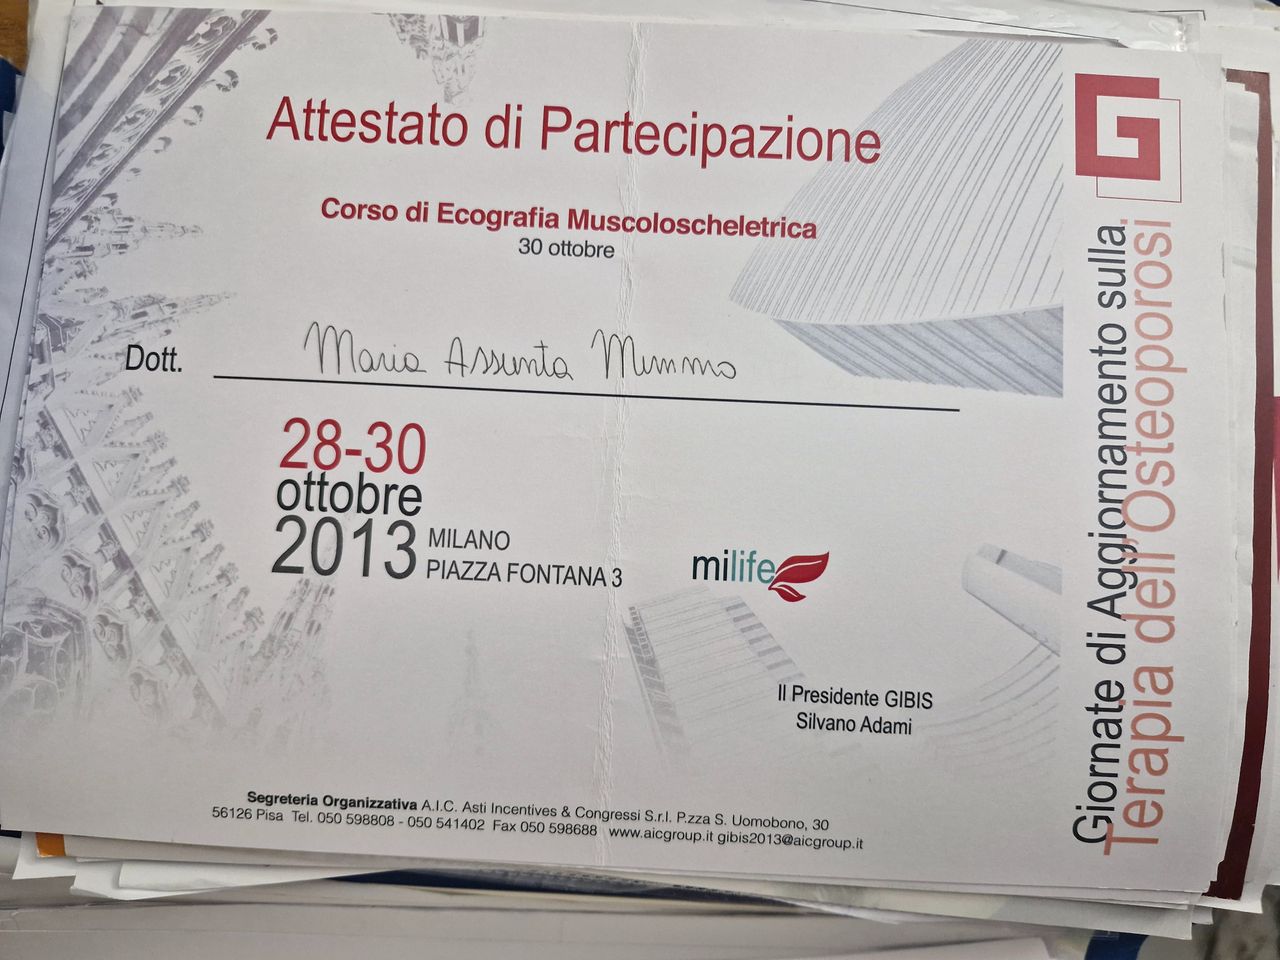 Attestato di Partecipazione
Corso di Ecografia Muscoloscheletrica
30 ottobre
Dott. Maria Assunta Mummo
28-30
ottobre
2013 MILANO
PIAZZA FONTANA 3
milife
Il Presidente GIBIS
Silvano Adami
Segreteria Organizzativa A.I.C. Asti Incentives & Congressi S.r.l. P.zza S. Uomobono, 30
56126 Pisa Tel. 050 598808 - 050 541402 Fax 050 598688 www.aicgroup.it gibis2013@aicgroup.it
G
Giornate di Aggiornamento sulla
Terapia dell'Osteoporosi